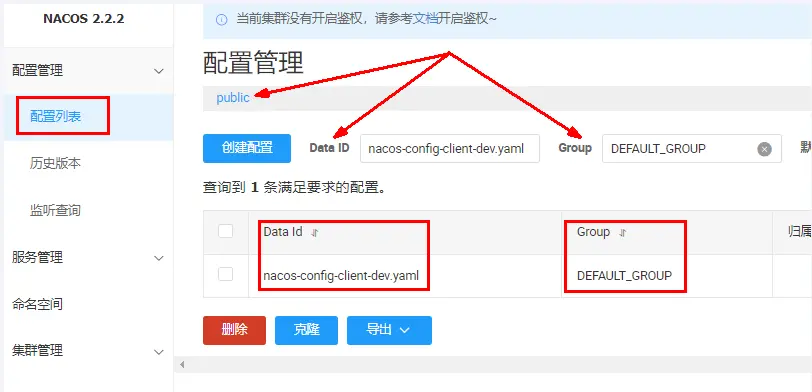 NACOS 2.2.2
当前集群没有开启鉴权，请参考文档开启鉴权~
配置管理
配置管理
public
配置列表
创建配置 Data ID nacos-config-client-dev.yaml Group DEFAULT_GROUP
历史版本
查询到 1 条满足要求的配置。
监听查询
Data Id Group 归属
服务管理
nacos-config-client-dev.yaml DEFAULT_GROUP
命名空间
删除 克隆 导出
集群管理